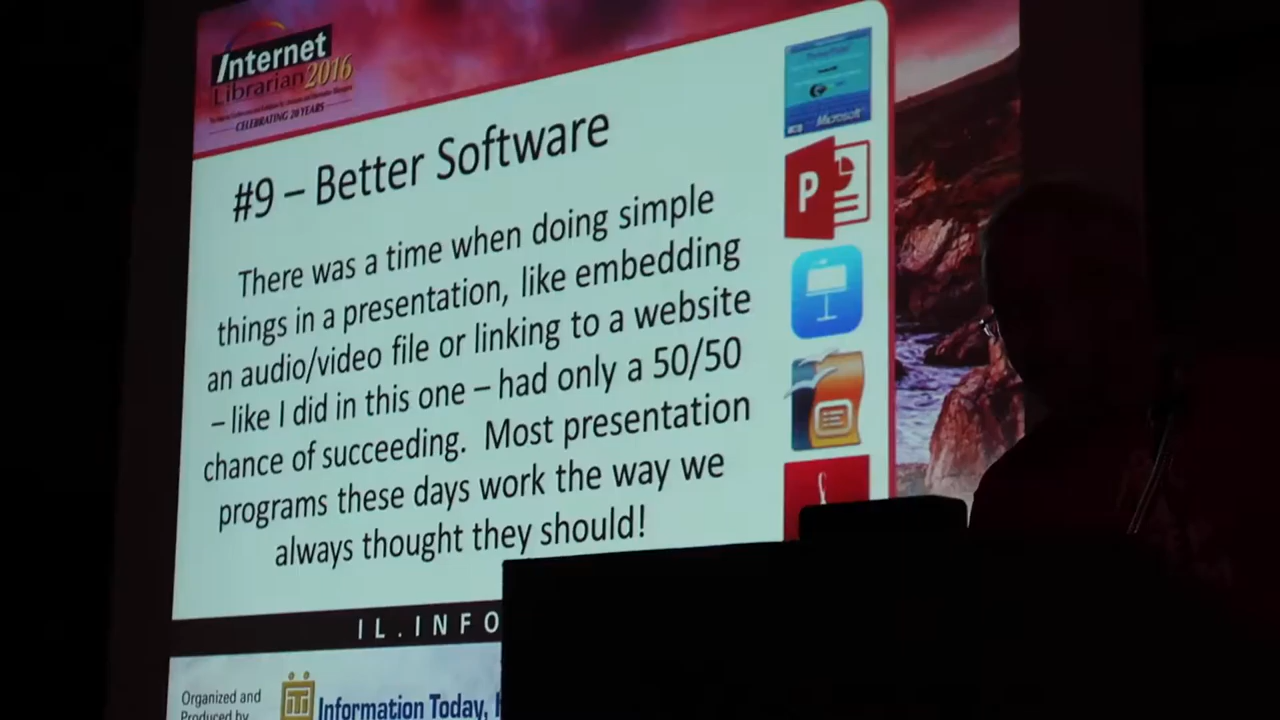 Internet
Librarian 2016
CELEBRATING 20 YEARS
#9 – Better Software
There was a time when doing simple
things in a presentation, like embedding
an audio/video file or linking to a website
– like I did in this one – had only a 50/50
chance of succeeding. Most presentation
programs these days work the way we
always thought they should!
Microsoft
P
IL.INFO
Organized and
Produced by
Information Today,